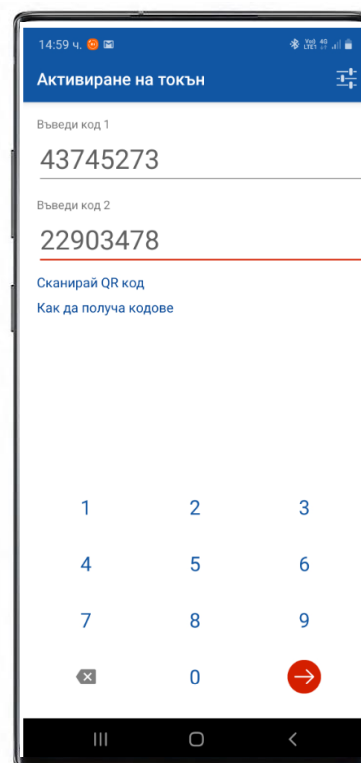 14:59 ч.
Активиране на токън
Въведи код 1
43745273
Въведи код 2
22903478
Сканирай QR код
Как да получа кодове
1 2 3
4 5 6
7 8 9
0